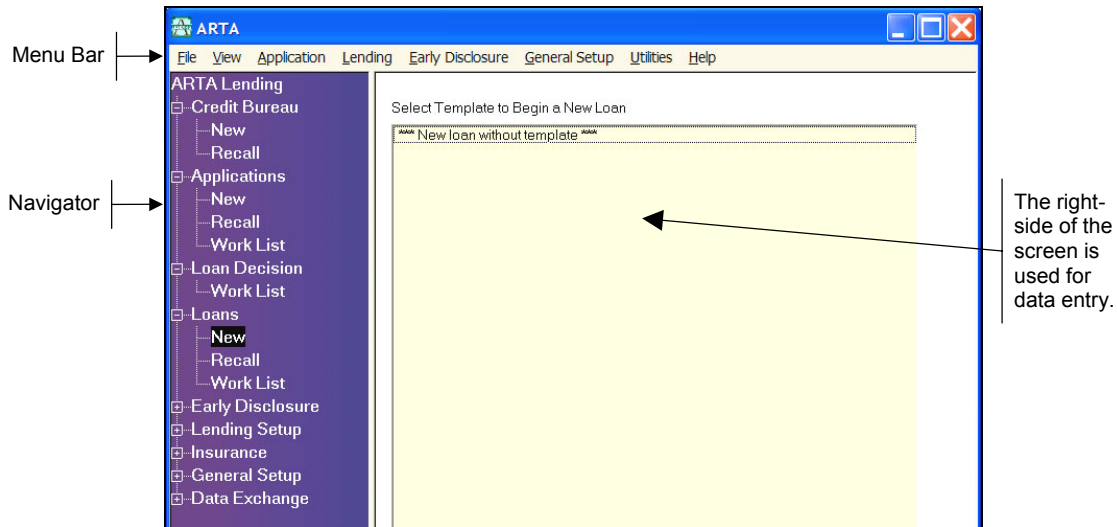 ARTA
Menu Bar
File View Application Lending Early Disclosure General Setup Utilities Help
ARTA Lending
Credit Bureau
New
Recall
Applications
New
Recall
Work List
Loan Decision
Work List
Loans
New
Recall
Work List
Early Disclosure
Lending Setup
Insurance
General Setup
Data Exchange
Navigator
Select Template to Begin a New Loan
*** New loan without template ***
The right-
side of the
screen is
used for
data entry.